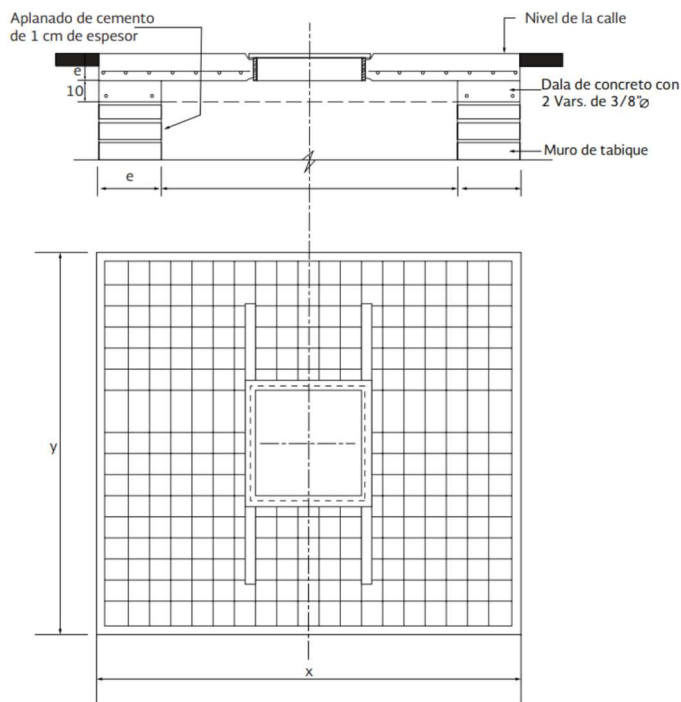 Aplanado de cemento
de 1 cm de espesor
Nivel de la calle
e
10
Dala de concreto con
2 Vars. de 3/8"⌀
Muro de tabique
e
y
x